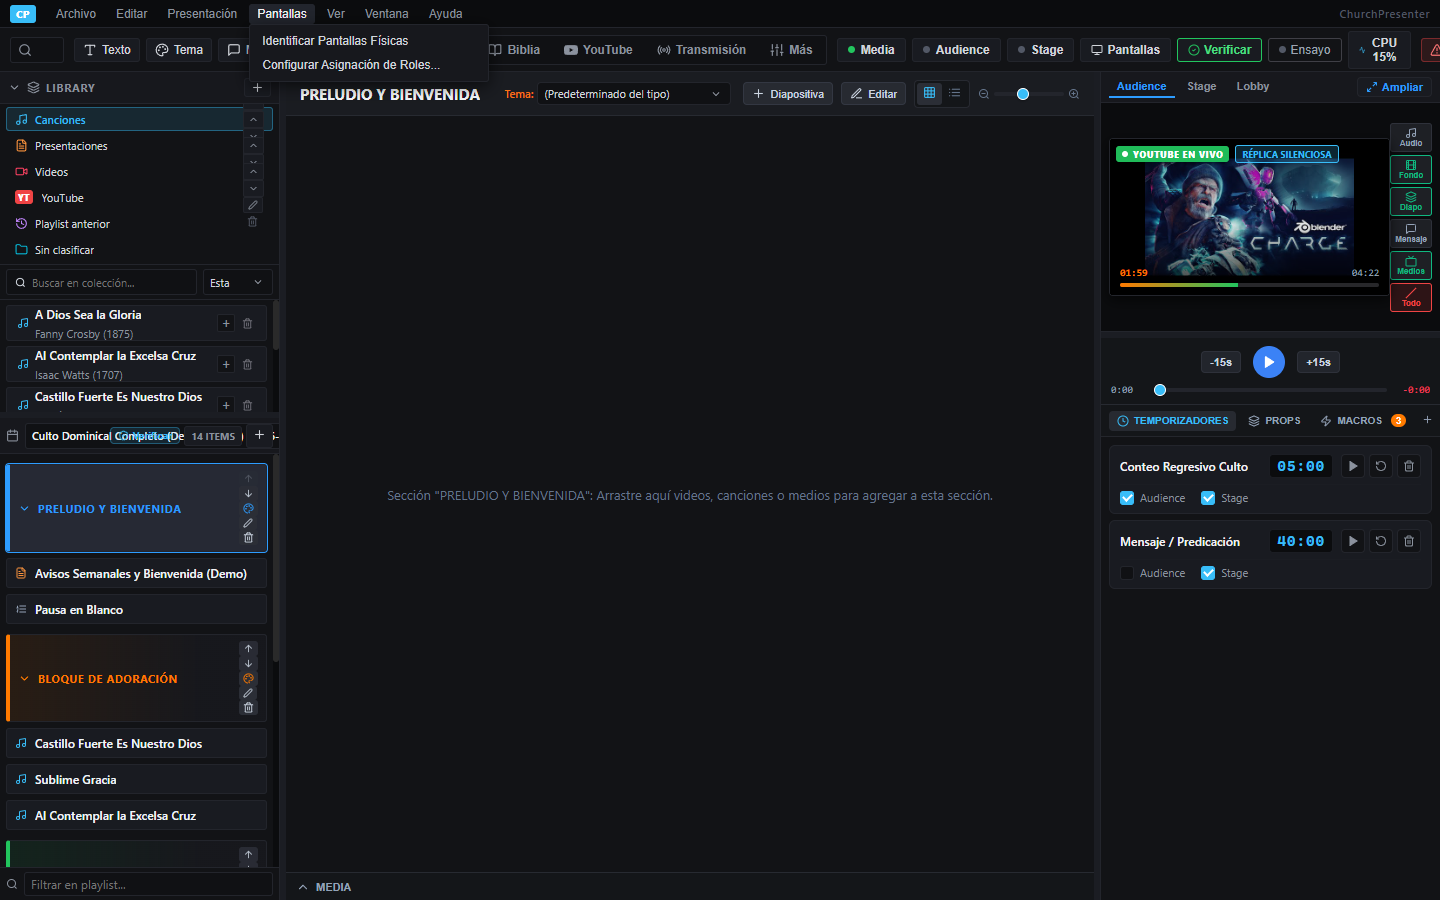 CP Archivo Editar Presentación Pantallas Ver Ventana Ayuda ChurchPresenter
Identificar Pantallas Físicas
Configurar Asignación de Roles...
Texto Tema Biblia YouTube Transmisión Más Media Audience Stage Pantallas Verificar Ensayo CPU 15%
LIBRARY
Canciones
Presentaciones
Videos
YT YouTube
Playlist anterior
Sin clasificar
Buscar en colección... Esta
A Dios Sea la Gloria
Fanny Crosby (1875)
Al Contemplar la Excelsa Cruz
Isaac Watts (1707)
Castillo Fuerte Es Nuestro Dios
Culto Dominical Completo (De 14 ITEMS
PRELUDIO Y BIENVENIDA
Avisos Semanales y Bienvenida (Demo)
Pausa en Blanco
BLOQUE DE ADORACIÓN
Castillo Fuerte Es Nuestro Dios
Sublime Gracia
Al Contemplar la Excelsa Cruz
Filtrar en playlist...
PRELUDIO Y BIENVENIDA Tema: (Predeterminado del tipo) Diapositiva Editar
Sección "PRELUDIO Y BIENVENIDA": Arrastre aquí videos, canciones o medios para agregar a esta sección.
MEDIA
Audience Stage Lobby Ampliar
YOUTUBE EN VIVO RÉPLICA SILENCIOSA
blender
CHARGE
01:59 04:22
Audio
Fondo
Diapo
Mensaje
Medios
Todo
-15s +15s
0:00 -0:00
TEMPORIZADORES PROPS MACROS 3
Conteo Regresivo Culto 05:00
Audience Stage
Mensaje / Predicación 40:00
Audience Stage